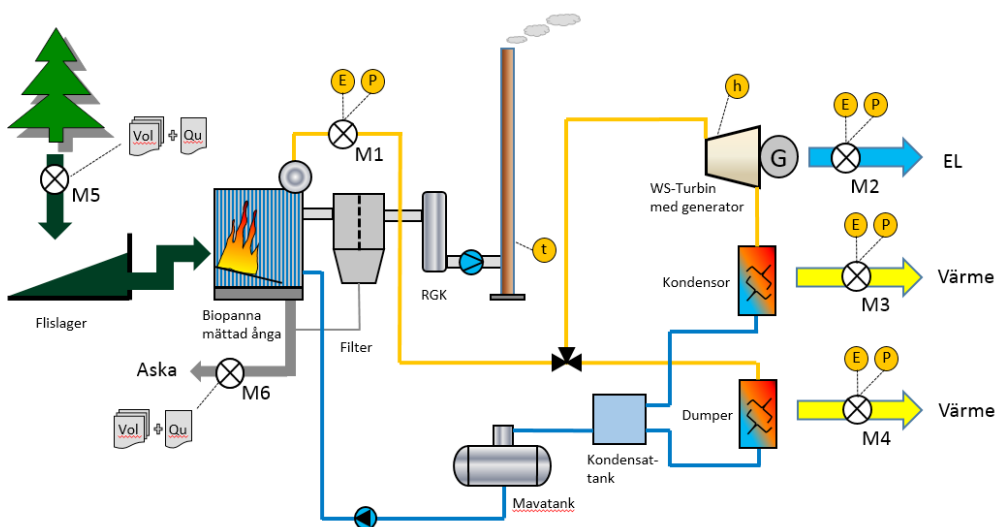 E P
M1
h
E P
G
M2
EL
WS-Turbin
med generator
Vol + Qu
M5
t
RGK
E P
M3
Värme
Kondensor
Flislager
Biopanna
mättad ånga
Filter
Aska
M6
Vol + Qu
E P
M4
Värme
Dumper
Kondensat-
tank
Mavatank